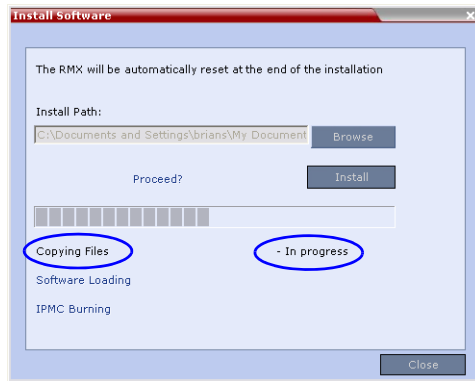 Install Software
The RMX will be automatically reset at the end of the installation
Install Path:
C:\Documents and Settings\brians\My Document
Browse
Proceed?
Install
Copying Files
- In progress
Software Loading
IPMC Burning
Close